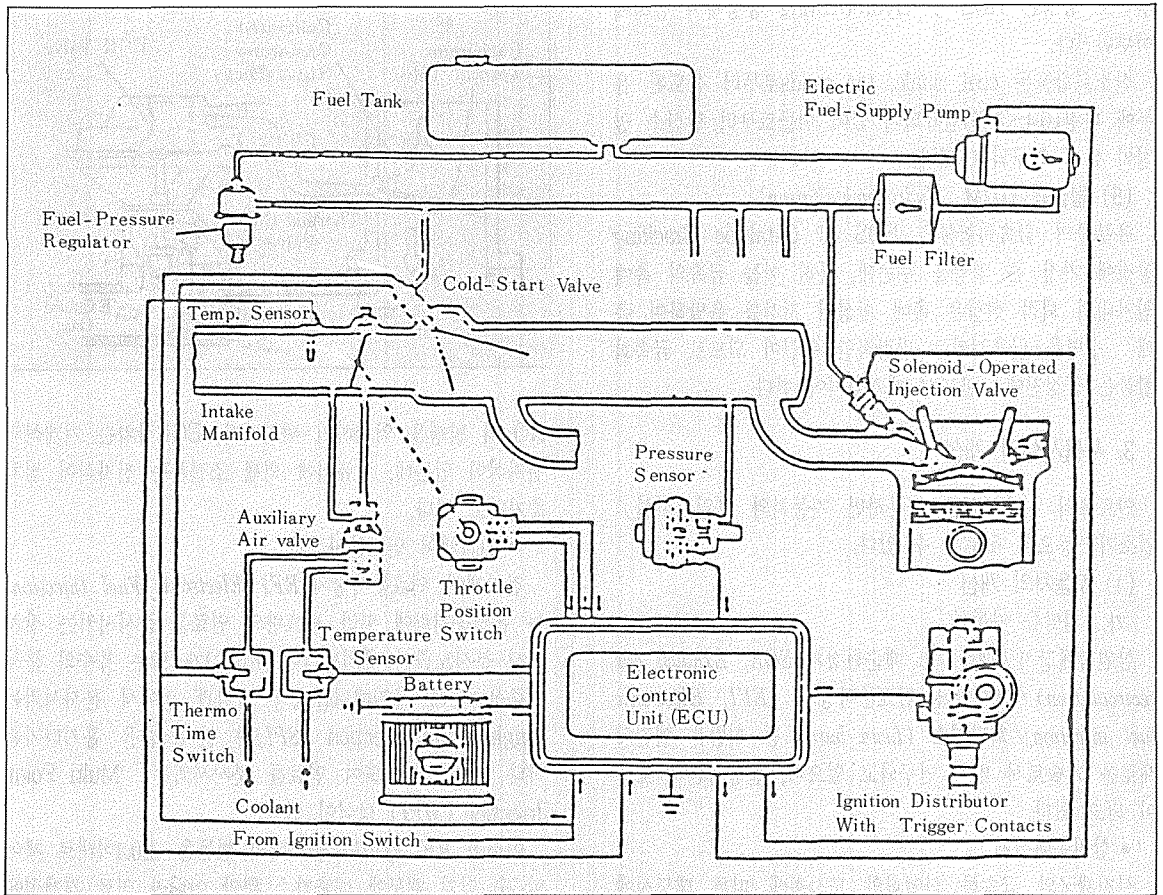 Fuel Tank
Electric
Fuel-Supply Pump
Fuel-Pressure
Regulator
Fuel Filter
Cold-Start Valve
Temp. Sensor
Solenoid-Operated
Injection Valve
Intake
Manifold
Pressure
Sensor
Auxiliary
Air valve
Throttle
Position
Switch
Temperature
Sensor
Battery
Electronic
Control
Unit (ECU)
Thermo
Time
Switch
Coolant
From Ignition Switch
Ignition Distributor
With Trigger Contacts